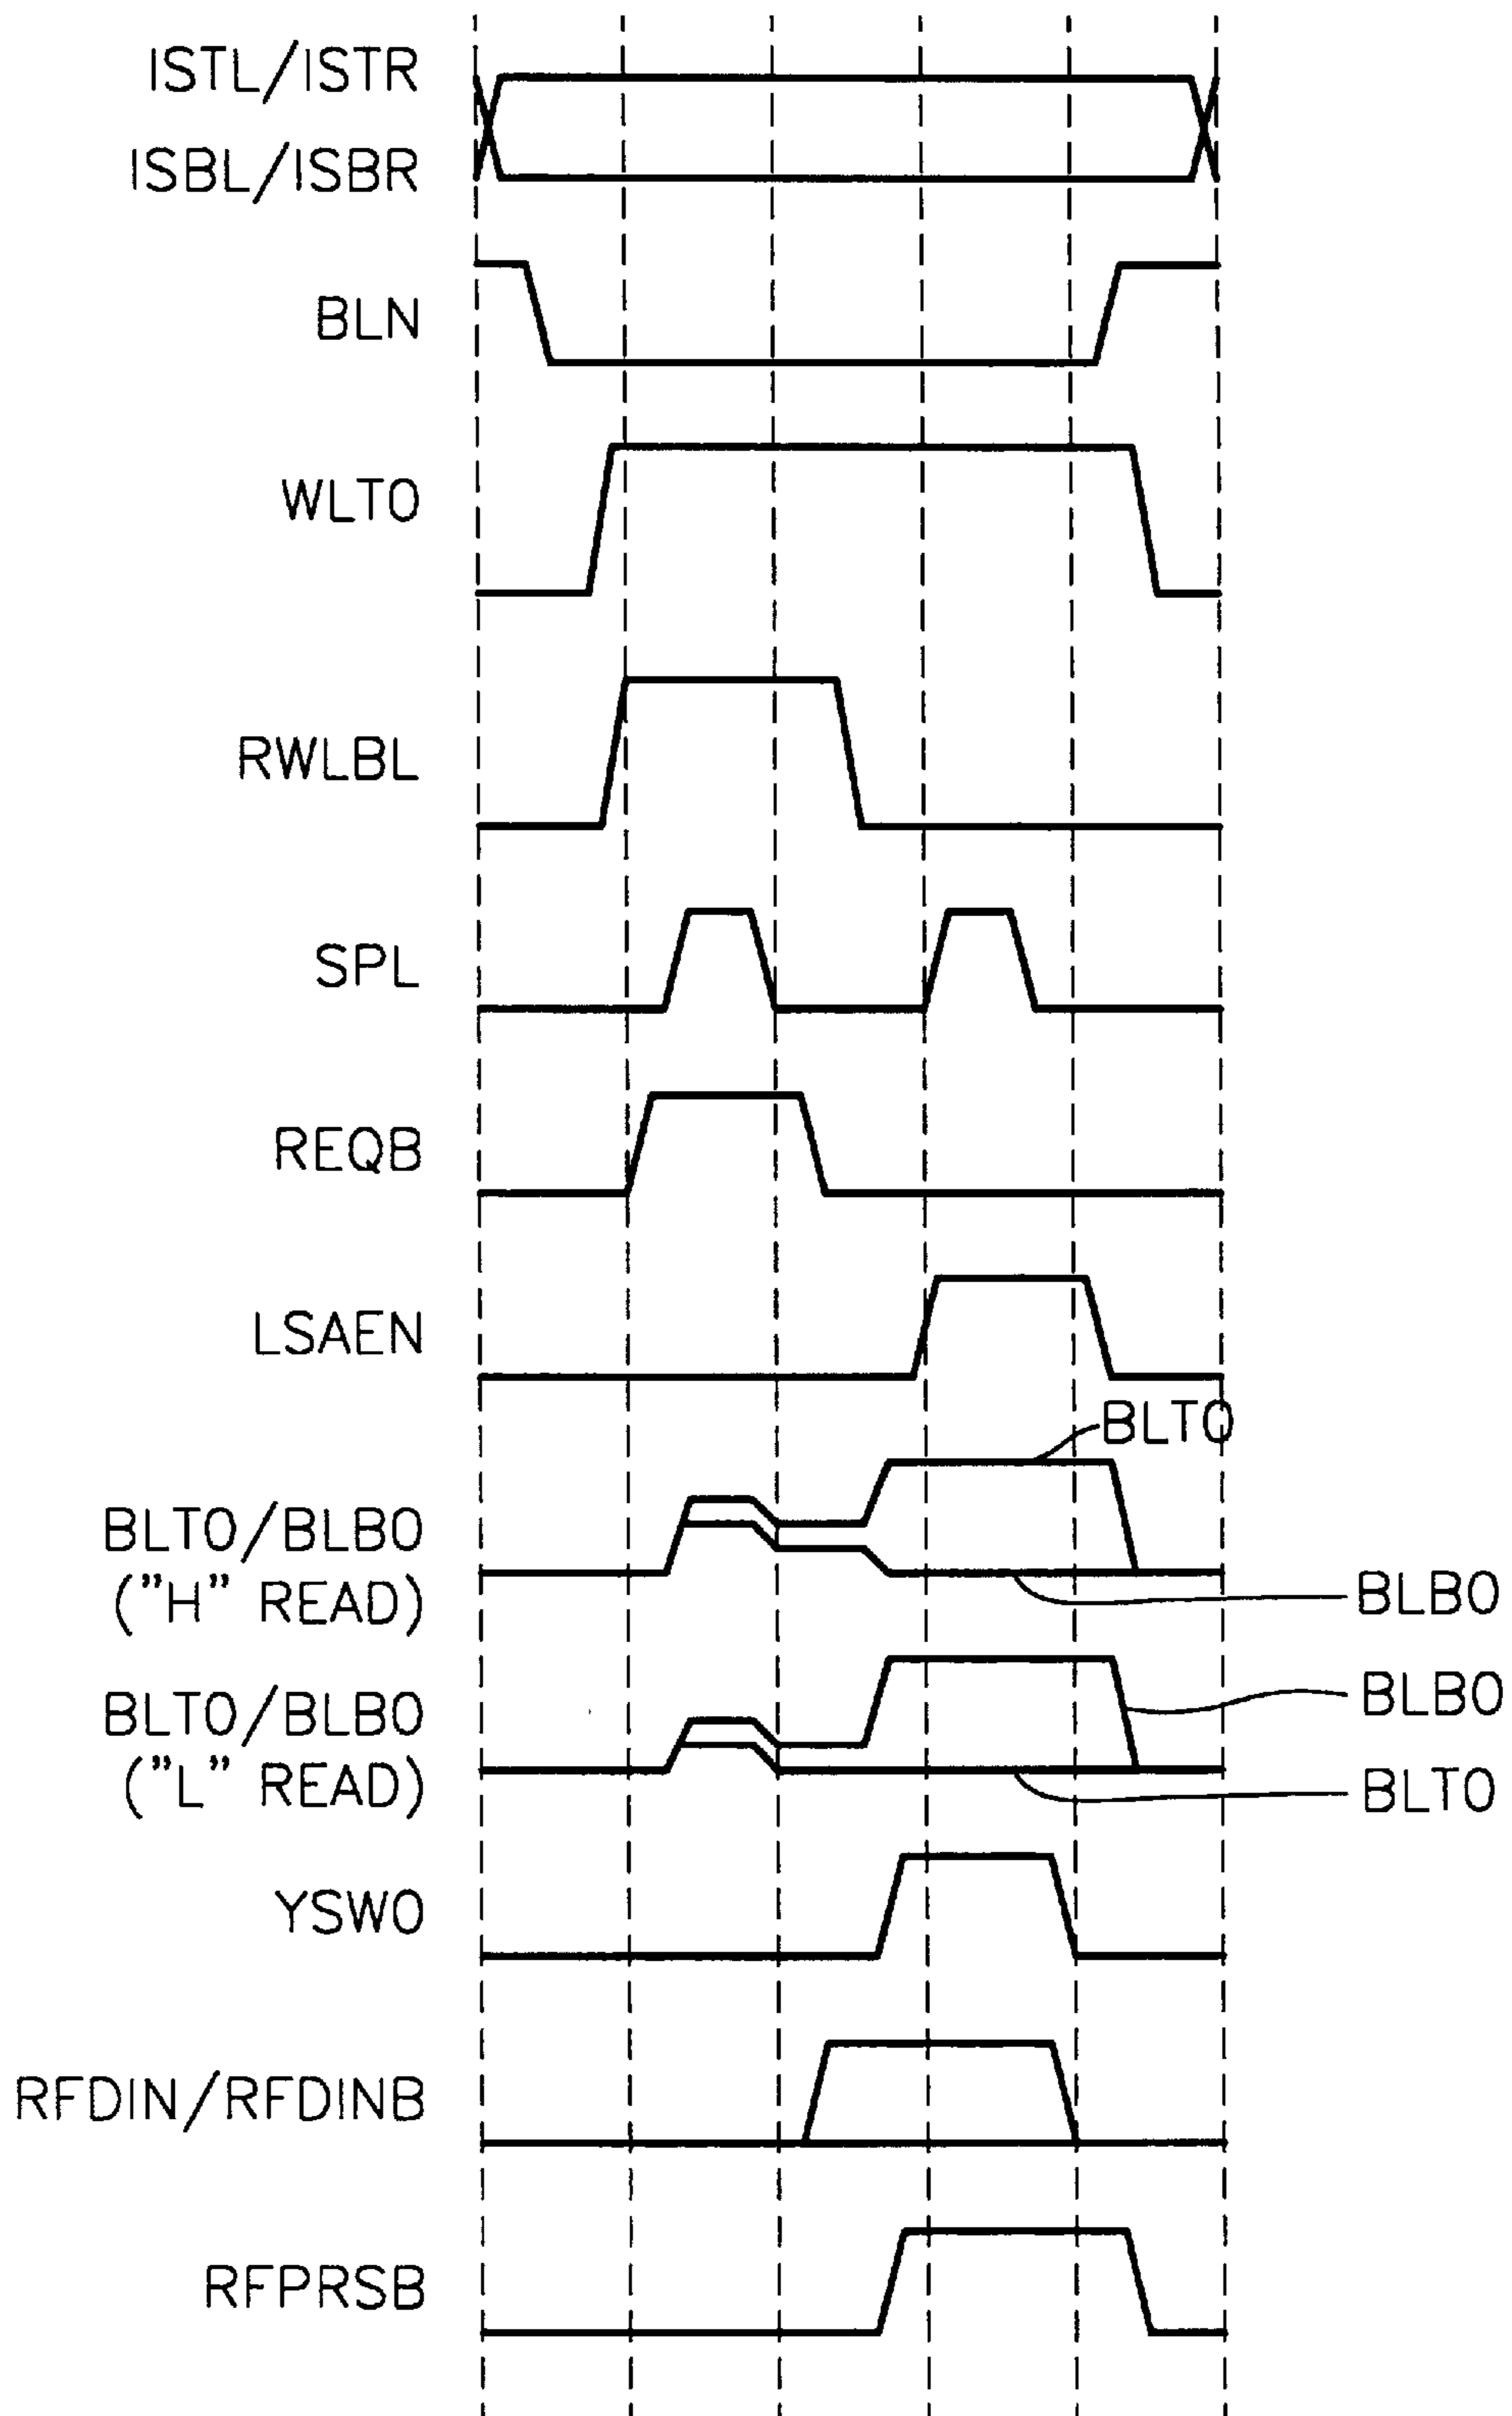 ISTL/ISTR
ISBL/ISBR
BLN
WLT0
RWLBL
SPL
REQB
LSAEN
BLT0
BLT0/BLB0
("H" READ)
BLB0
BLT0/BLB0
("L" READ)
BLB0
BLT0
YSW0
RFDIN/RFDINB
RFPRSB